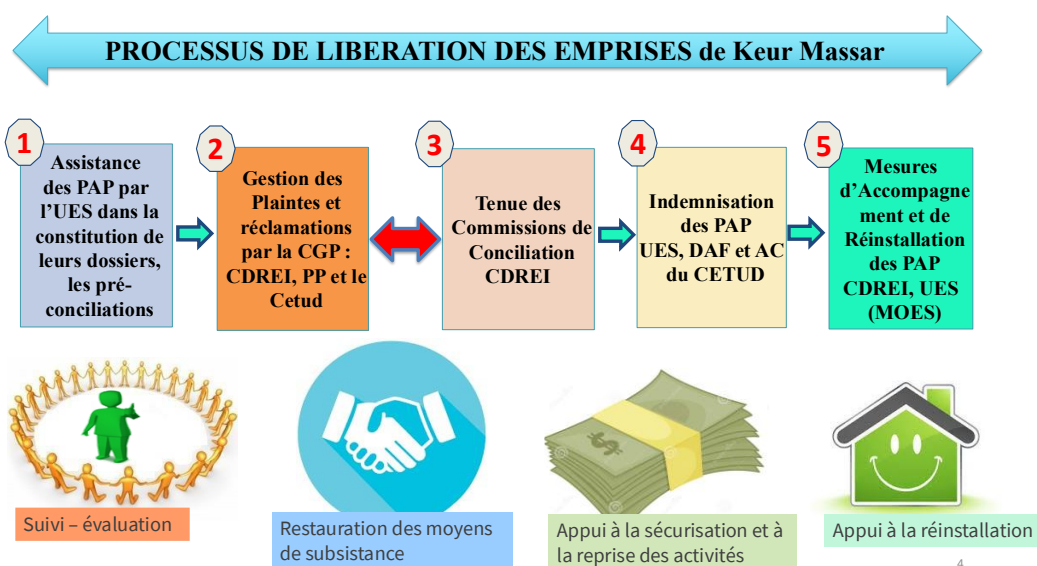 PROCESSUS DE LIBERATION DES EMPRISES de Keur Massar
1
Assistance
des PAP par
l’UES dans la
constitution de
leurs dossiers,
les pré-
conciliations
2
Gestion des
Plaintes et
réclamations
par la CGP :
CDREI, PP et le
Cetud
3
Tenue des
Commissions de
Conciliation
CDREI
4
Indemnisation
des PAP
UES, DAF et AC
du CETUD
5
Mesures
d’Accompagne
ment et de
Réinstallation
des PAP
CDREI, UES
(MOES)
Suivi – évaluation
Restauration des moyens
de subsistance
Appui à la sécurisation et à
la reprise des activités
Appui à la réinstallation
4